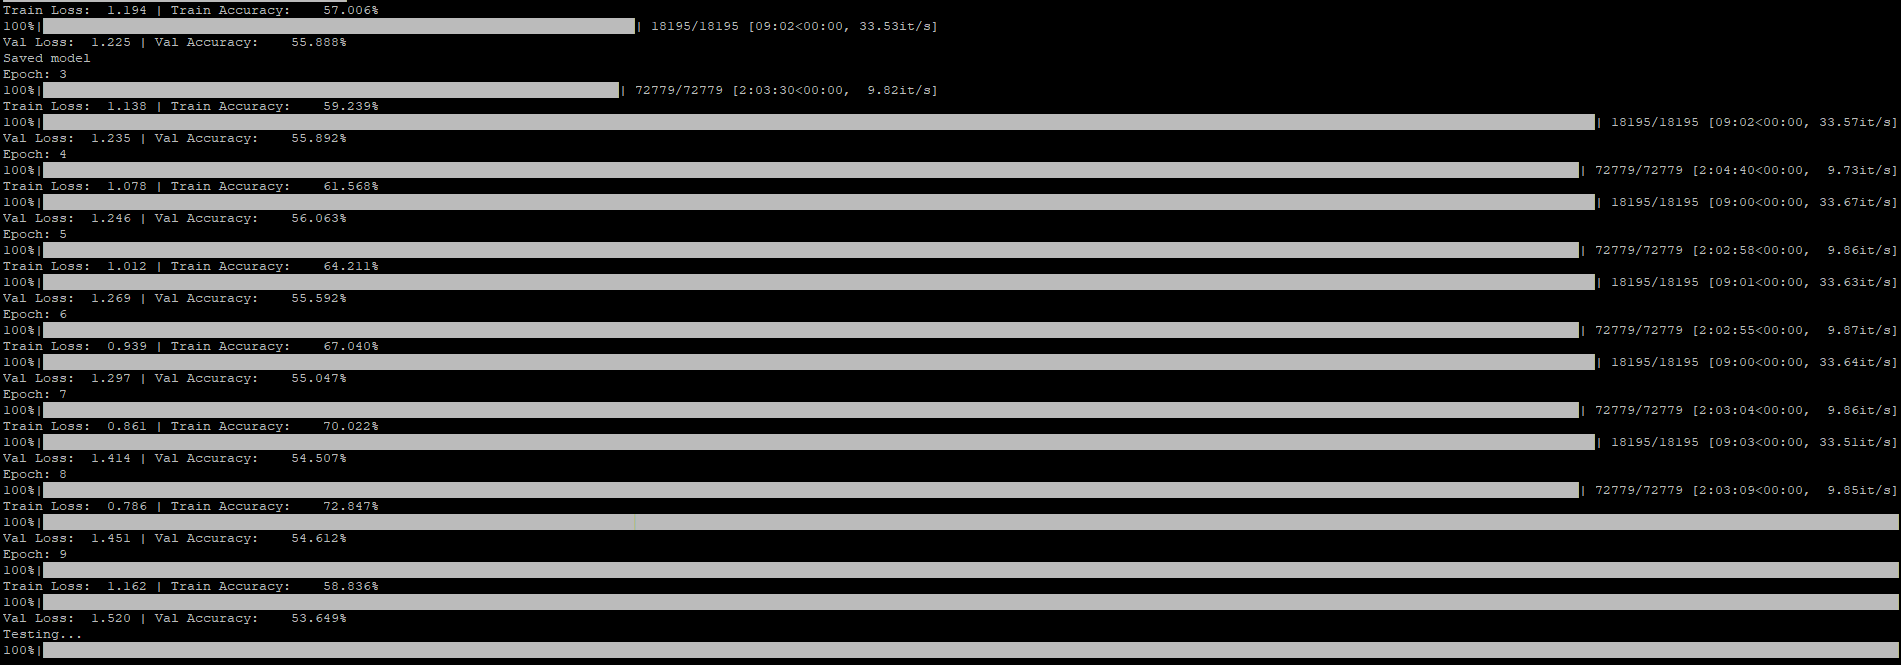 Train Loss:  1.194 | Train Accuracy:    57.006%
100%|| 18195/18195 [09:02<00:00, 33.53it/s]
Val Loss:  1.225 | Val Accuracy:    55.888%
Saved model
Epoch: 3
100%|| 72779/72779 [2:03:30<00:00,  9.82it/s]
Train Loss:  1.138 | Train Accuracy:    59.239%
100%|| 18195/18195 [09:02<00:00, 33.57it/s]
Val Loss:  1.235 | Val Accuracy:    55.892%
Epoch: 4
100%|| 72779/72779 [2:04:40<00:00,  9.73it/s]
Train Loss:  1.078 | Train Accuracy:    61.568%
100%|| 18195/18195 [09:00<00:00, 33.67it/s]
Val Loss:  1.246 | Val Accuracy:    56.063%
Epoch: 5
100%|| 72779/72779 [2:02:58<00:00,  9.86it/s]
Train Loss:  1.012 | Train Accuracy:    64.211%
100%|| 18195/18195 [09:01<00:00, 33.63it/s]
Val Loss:  1.269 | Val Accuracy:    55.592%
Epoch: 6
100%|| 72779/72779 [2:02:55<00:00,  9.87it/s]
Train Loss:  0.939 | Train Accuracy:    67.040%
100%|| 18195/18195 [09:00<00:00, 33.64it/s]
Val Loss:  1.297 | Val Accuracy:    55.047%
Epoch: 7
100%|| 72779/72779 [2:03:04<00:00,  9.86it/s]
Train Loss:  0.861 | Train Accuracy:    70.022%
100%|| 18195/18195 [09:03<00:00, 33.51it/s]
Val Loss:  1.414 | Val Accuracy:    54.507%
Epoch: 8
100%|| 72779/72779 [2:03:09<00:00,  9.85it/s]
Train Loss:  0.786 | Train Accuracy:    72.847%
100%|
Val Loss:  1.451 | Val Accuracy:    54.612%
Epoch: 9
100%|
Train Loss:  1.162 | Train Accuracy:    58.836%
100%|
Val Loss:  1.520 | Val Accuracy:    53.649%
Testing...
100%|